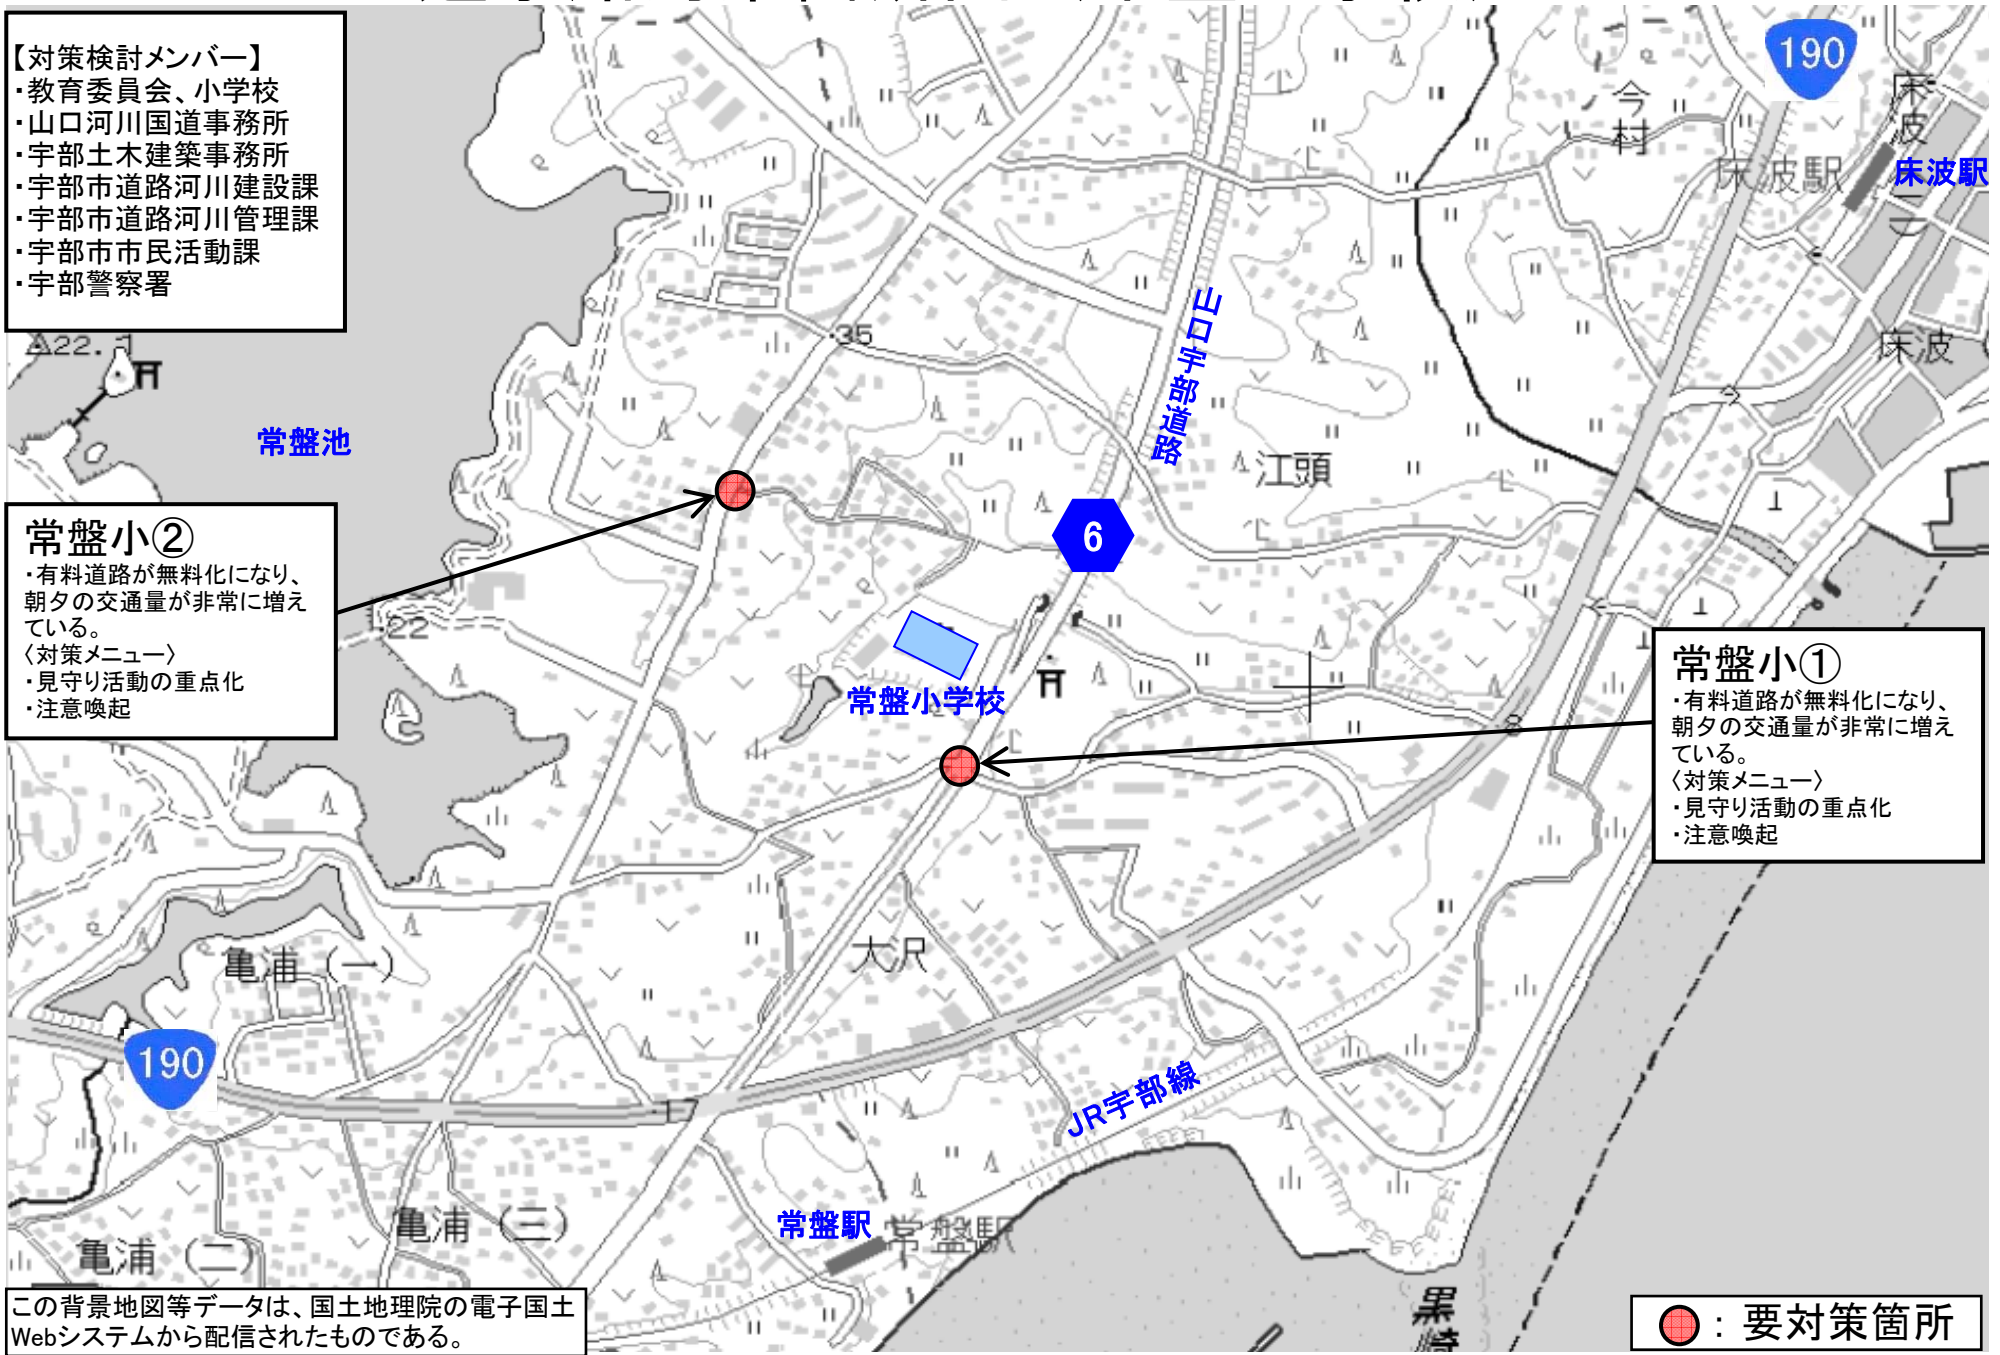 【対策検討メンバー】
・教育委員会、小学校
・山口河川国道事務所
・宇部土木建築事務所
・宇部市道路河川建設課
・宇部市道路河川管理課
・宇部市市民活動課
・宇部警察署
190
今村
床波
床波駅
床波駅
床波
22.
35
山口宇部道路
常盤池
江頭
6
常盤小②
・有料道路が無料化になり、
朝夕の交通量が非常に増え
ている。
〈対策メニュー〉
・見守り活動の重点化
・注意喚起
22
常盤小学校
常盤小①
・有料道路が無料化になり、
朝夕の交通量が非常に増え
ている。
〈対策メニュー〉
・見守り活動の重点化
・注意喚起
8
大沢
亀浦（一）
190
JR宇部線
亀浦（三）
亀浦（二）
常盤駅
常盤駅
黒崎
この背景地図等データは、国土地理院の電子国土
Webシステムから配信されたものである。
：要対策箇所